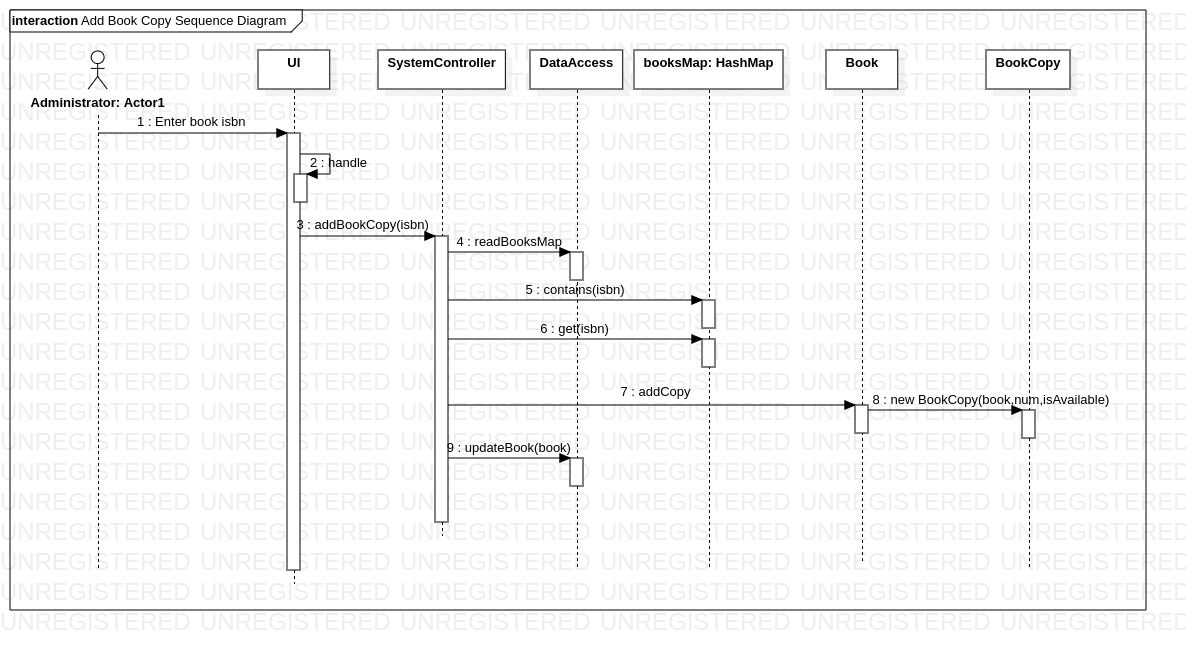 interaction Add Book Copy Sequence Diagram
UI
SystemController
DataAccess
booksMap: HashMap
Book
BookCopy
Administrator: Actor1
1 : Enter book isbn
2 : handle
3 : addBookCopy(isbn)
4 : readBooksMap
5 : contains(isbn)
6 : get(isbn)
7 : addCopy
8 : new BookCopy(book,num,isAvailable)
9 : updateBook(book)
UNREGISTERED UNREGISTERED UNREGISTERED UNREGISTERED UNREGISTERED UNREGISTERED